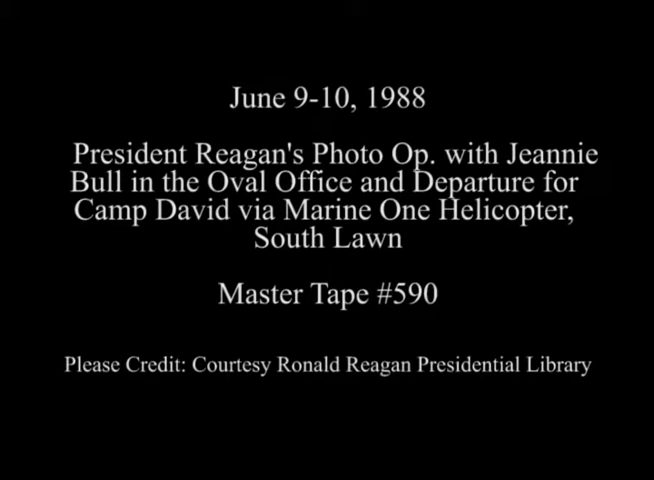 June 9-10, 1988
President Reagan's Photo Op. with Jeannie
Bull in the Oval Office and Departure for
Camp David via Marine One Helicopter,
South Lawn
Master Tape #590
Please Credit: Courtesy Ronald Reagan Presidential Library